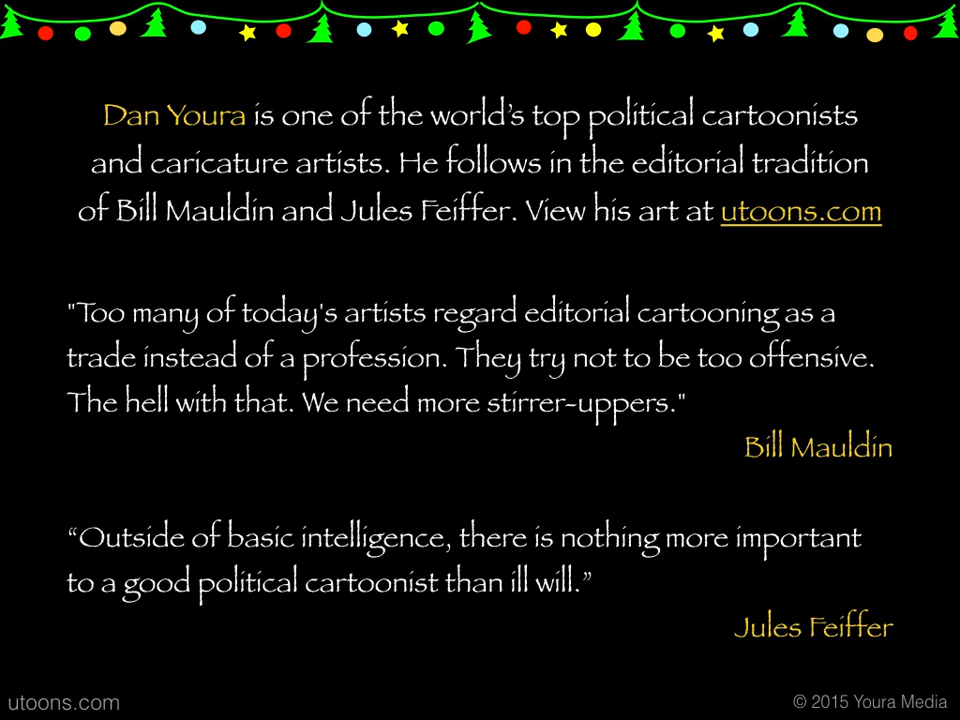 Dan Youra is one of the world’s top political cartoonists
and caricature artists. He follows in the editorial tradition
of Bill Mauldin and Jules Feiffer. View his art at utoons.com
"Too many of today's artists regard editorial cartooning as a
trade instead of a profession. They try not to be too offensive.
The hell with that. We need more stirrer-uppers."
Bill Mauldin
“Outside of basic intelligence, there is nothing more important
to a good political cartoonist than ill will.”
Jules Feiffer
utoons.com
© 2015 Youra Media